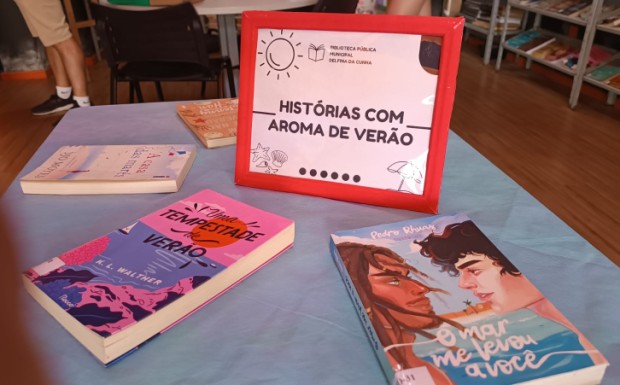 BIBLIOTECA PÚBLICA
MUNICIPAL
DELFINA DA CUNHA
HISTÓRIAS COM
AROMA DE VERÃO
Uma
TEMPESTADE
de
VERÃO
K. L. WALTHER
Pedro Rhuas
O mar
me levou
a você
A casa